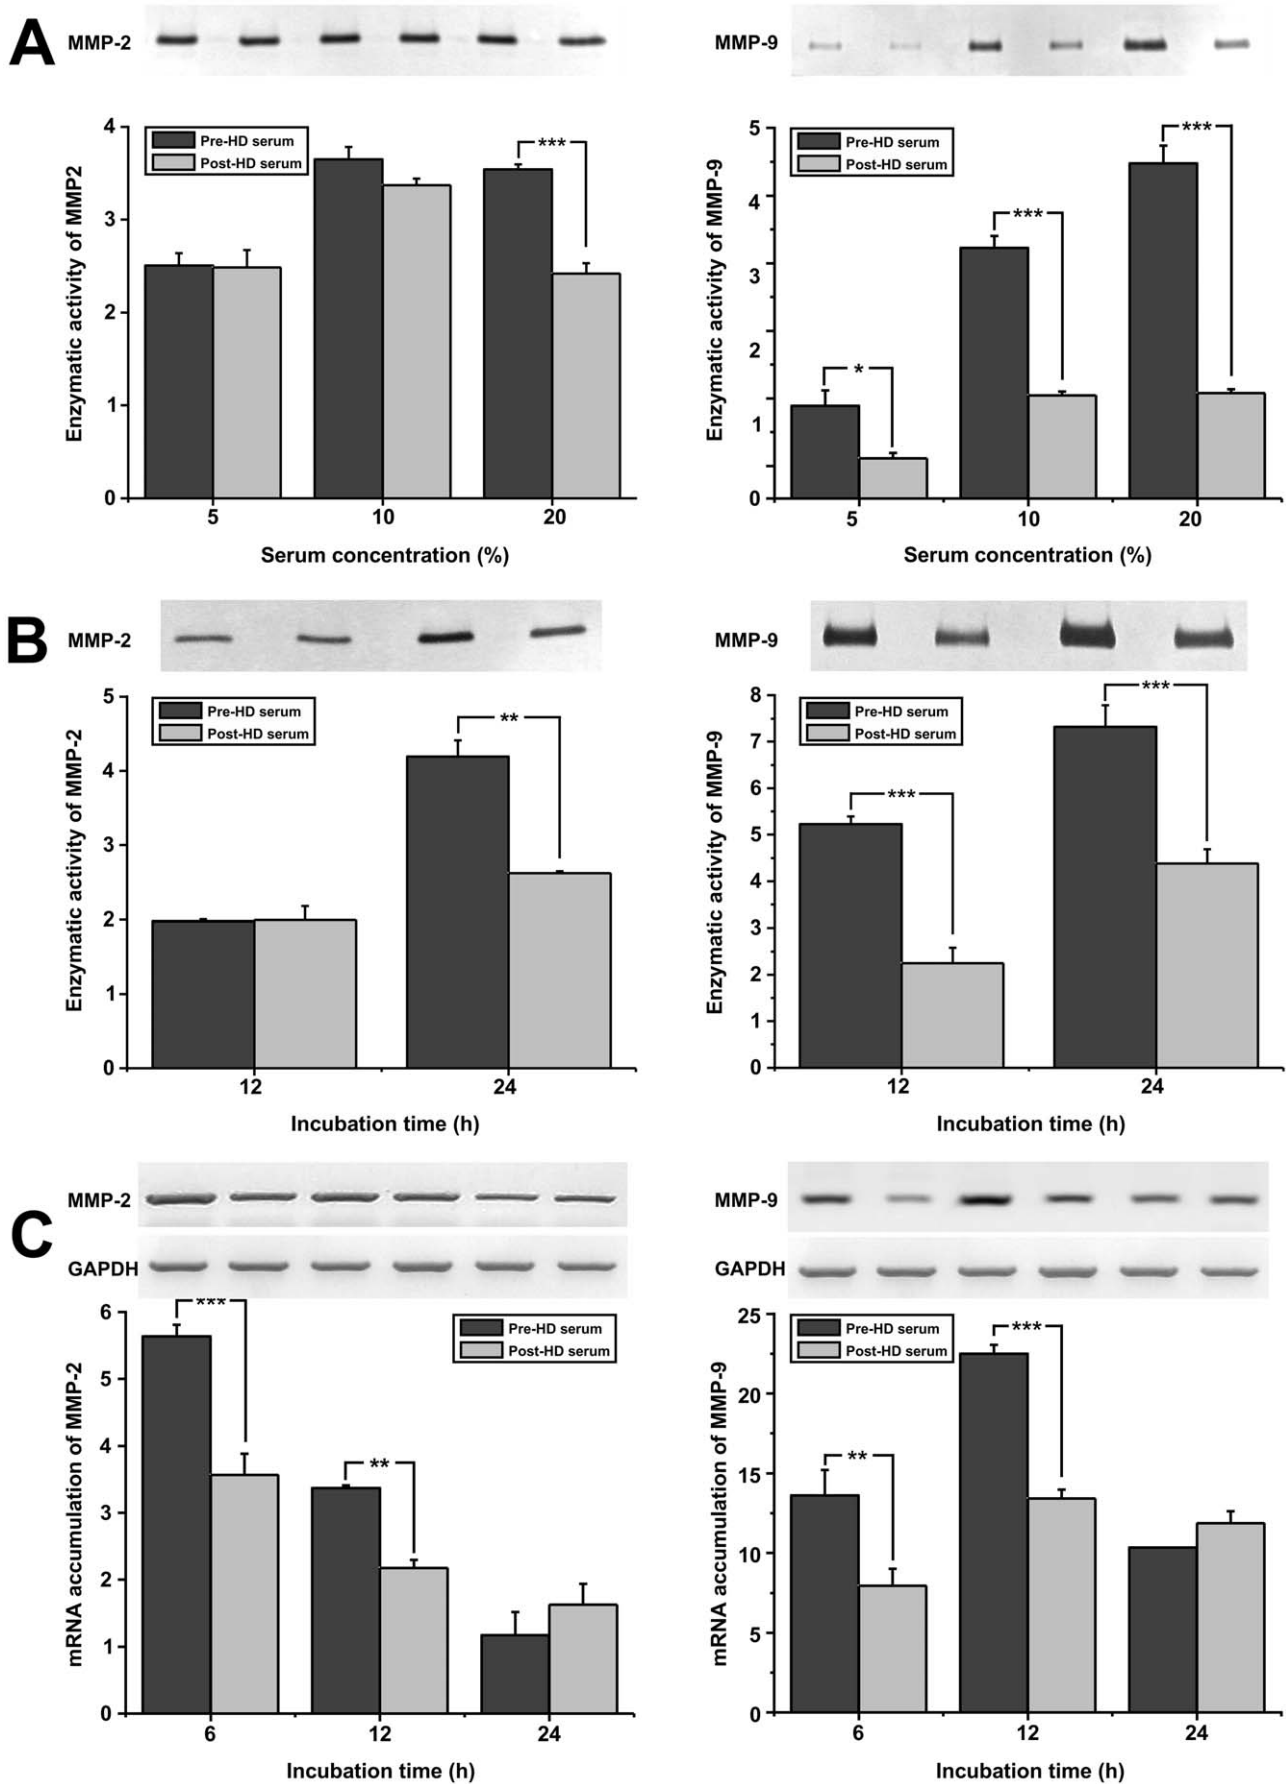 A
MMP-2
Enzymatic activity of MMP2
4
3
2
1
0
Pre-HD serum
Post-HD serum
***
5
10
20
Serum concentration (%)
MMP-9
Enzymatic activity of MMP-9
5
4
3
2
1
0
Pre-HD serum
Post-HD serum
*
***
***
5
10
20
Serum concentration (%)
B
MMP-2
Enzymatic activity of MMP-2
5
4
3
2
1
0
Pre-HD serum
Post-HD serum
**
12
24
Incubation time (h)
MMP-9
Enzymatic activity of MMP-9
8
7
6
5
4
3
2
1
0
Pre-HD serum
Post-HD serum
***
***
12
24
Incubation time (h)
C
MMP-2
GAPDH
mRNA accumulation of MMP-2
6
5
4
3
2
1
0
Pre-HD serum
Post-HD serum
***
**
6
12
24
Incubation time (h)
MMP-9
GAPDH
mRNA accumulation of MMP-9
25
20
15
10
5
0
Pre-HD serum
Post-HD serum
**
***
6
12
24
Incubation time (h)